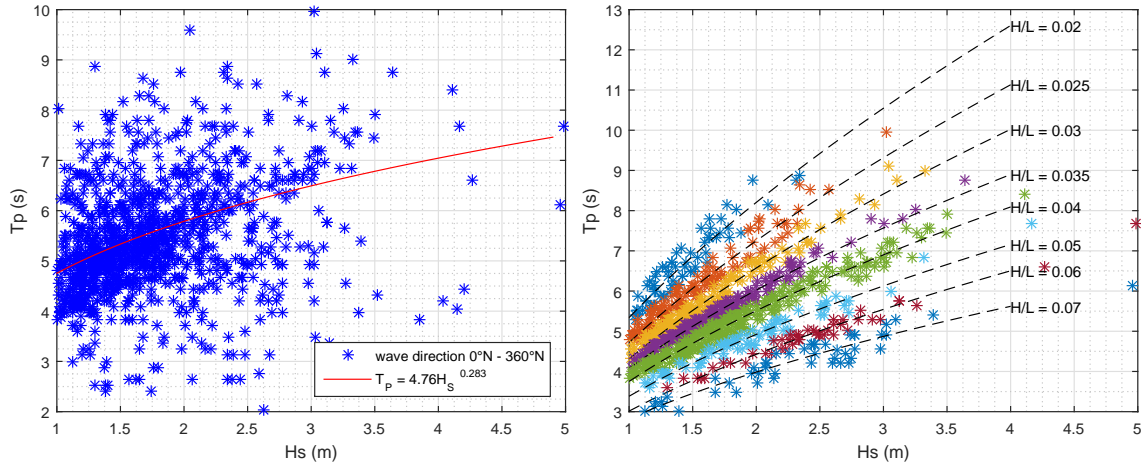 10
9
8
7
6
5
4
3
2
Tp (s)
1
1.5
2
2.5
3
3.5
4
4.5
5
Hs (m)
wave direction 0°N - 360°N
T_P = 4.76H_S^0.283
13
12
11
10
9
8
7
6
5
4
3
Tp (s)
1
1.5
2
2.5
3
3.5
4
4.5
5
Hs (m)
H/L = 0.02
H/L = 0.025
H/L = 0.03
H/L = 0.035
H/L = 0.04
H/L = 0.05
H/L = 0.06
H/L = 0.07